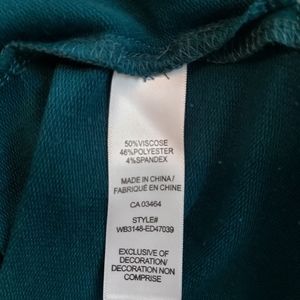 50%VISCOSE
46%POLYESTER
4%SPANDEX
MADE IN CHINA/
FABRIQUÉ EN CHINE
CA 03464
STYLE#
WB3148-ED47039
EXCLUSIVE OF
DECORATION/
DECORATION NON
COMPRISE